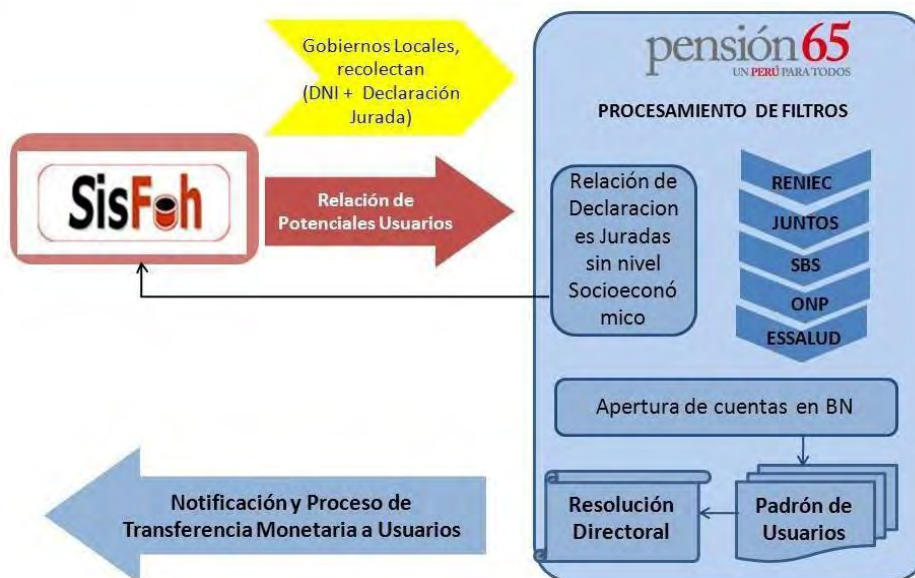 Gobiernos Locales,
recolectan
(DNI + Declaración
Jurada)
SisFoh
Relación de
Potenciales Usuarios
pensión65
UN PERÚ PARA TODOS
PROCESAMIENTO DE FILTROS
Relación de
Declaracion
es Juradas
sin nivel
Socioeconó
mico
RENIEC
JUNTOS
SBS
ONP
ESSALUD
Apertura de cuentas en BN
Padrón de
Usuarios
Resolución
Directoral
Notificación y Proceso de
Transferencia Monetaria a Usuarios